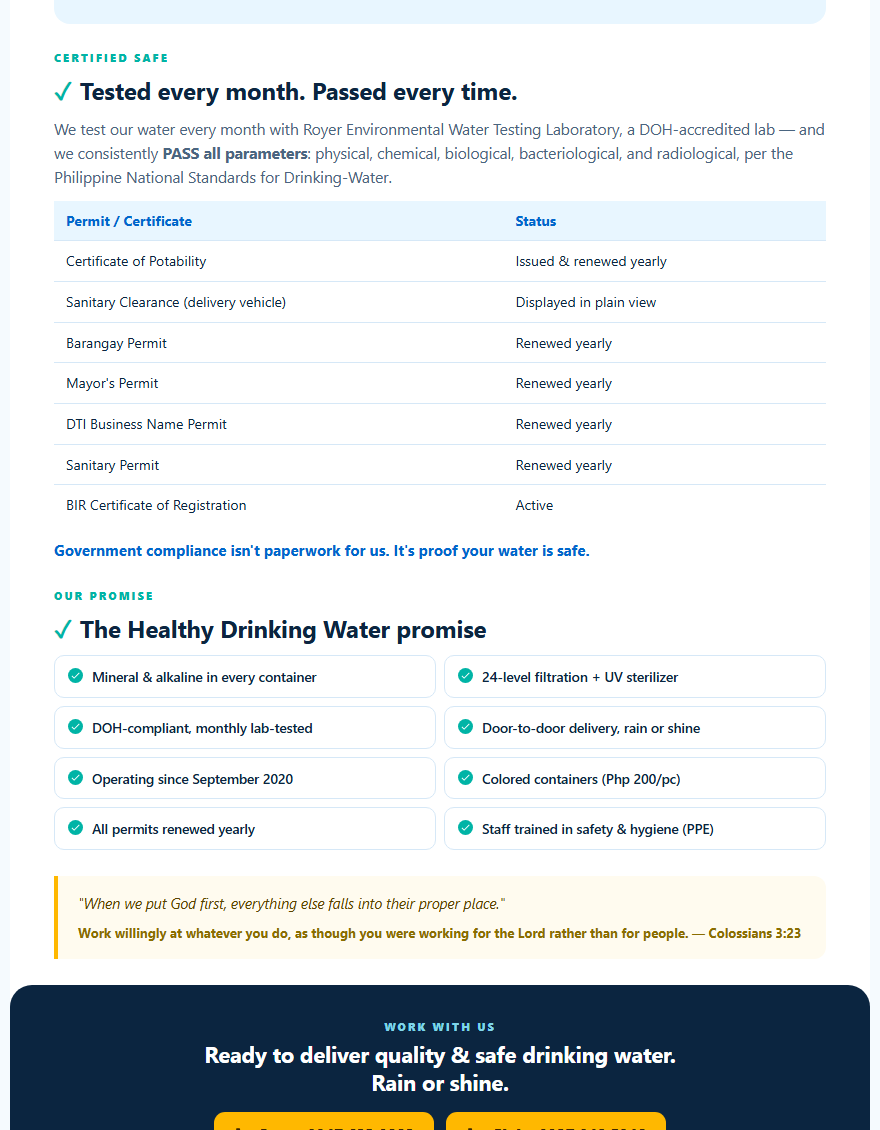 CERTIFIED SAFE
✓ Tested every month. Passed every time.
We test our water every month with Royer Environmental Water Testing Laboratory, a DOH-accredited lab — and
we consistently PASS all parameters: physical, chemical, biological, bacteriological, and radiological, per the
Philippine National Standards for Drinking-Water.
Permit / Certificate Status
Certificate of Potability Issued & renewed yearly
Sanitary Clearance (delivery vehicle) Displayed in plain view
Barangay Permit Renewed yearly
Mayor's Permit Renewed yearly
DTI Business Name Permit Renewed yearly
Sanitary Permit Renewed yearly
BIR Certificate of Registration Active
Government compliance isn't paperwork for us. It's proof your water is safe.
OUR PROMISE
✓ The Healthy Drinking Water promise
Mineral & alkaline in every container
24-level filtration + UV sterilizer
DOH-compliant, monthly lab-tested
Door-to-door delivery, rain or shine
Operating since September 2020
Colored containers (Php 200/pc)
All permits renewed yearly
Staff trained in safety & hygiene (PPE)
"When we put God first, everything else falls into their proper place."
Work willingly at whatever you do, as though you were working for the Lord rather than for people. — Colossians 3:23
WORK WITH US
Ready to deliver quality & safe drinking water.
Rain or shine.